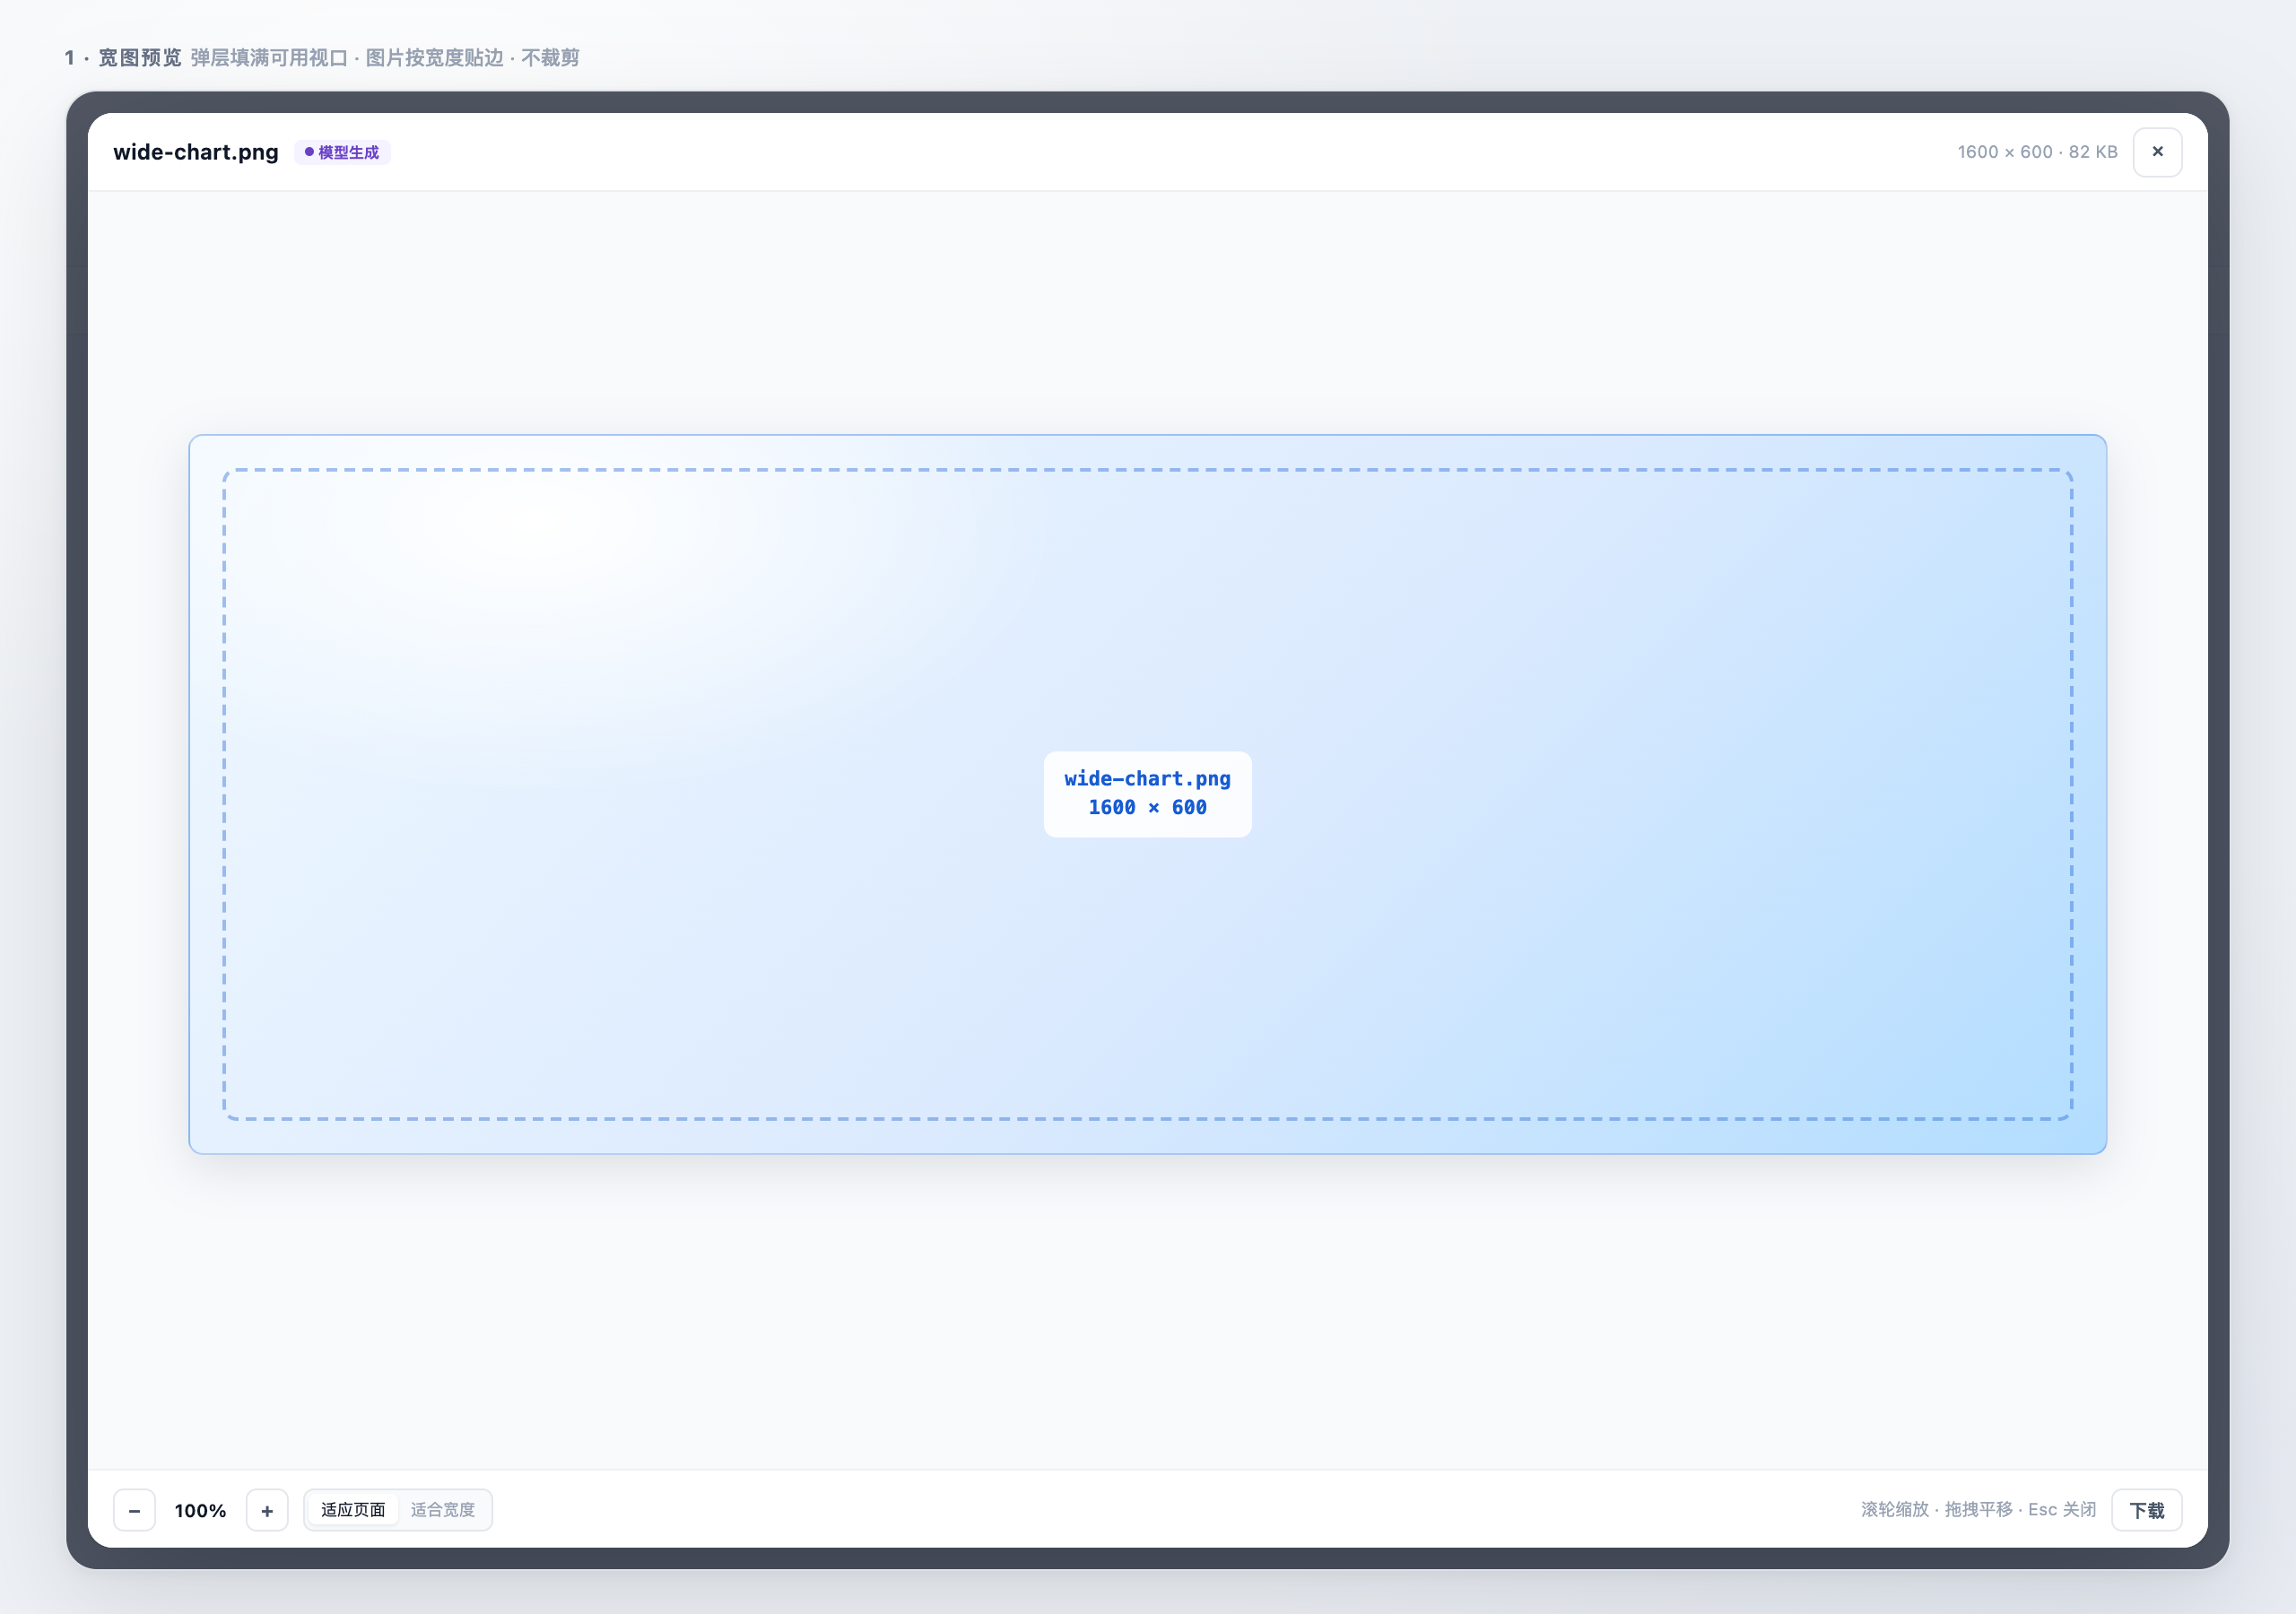 1 · 宽图预览 弹层填满可用视口 · 图片按宽度贴边 · 不裁剪
wide-chart.png 模型生成 1600 × 600 · 82 KB ×
wide-chart.png
1600 × 600
− 100% + 适应页面 适合宽度 滚轮缩放 · 拖拽平移 · Esc 关闭 下载